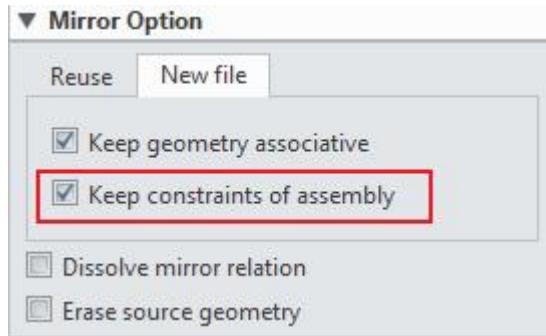 Mirror Option
Reuse New file
Keep geometry associative
Keep constraints of assembly
Dissolve mirror relation
Erase source geometry